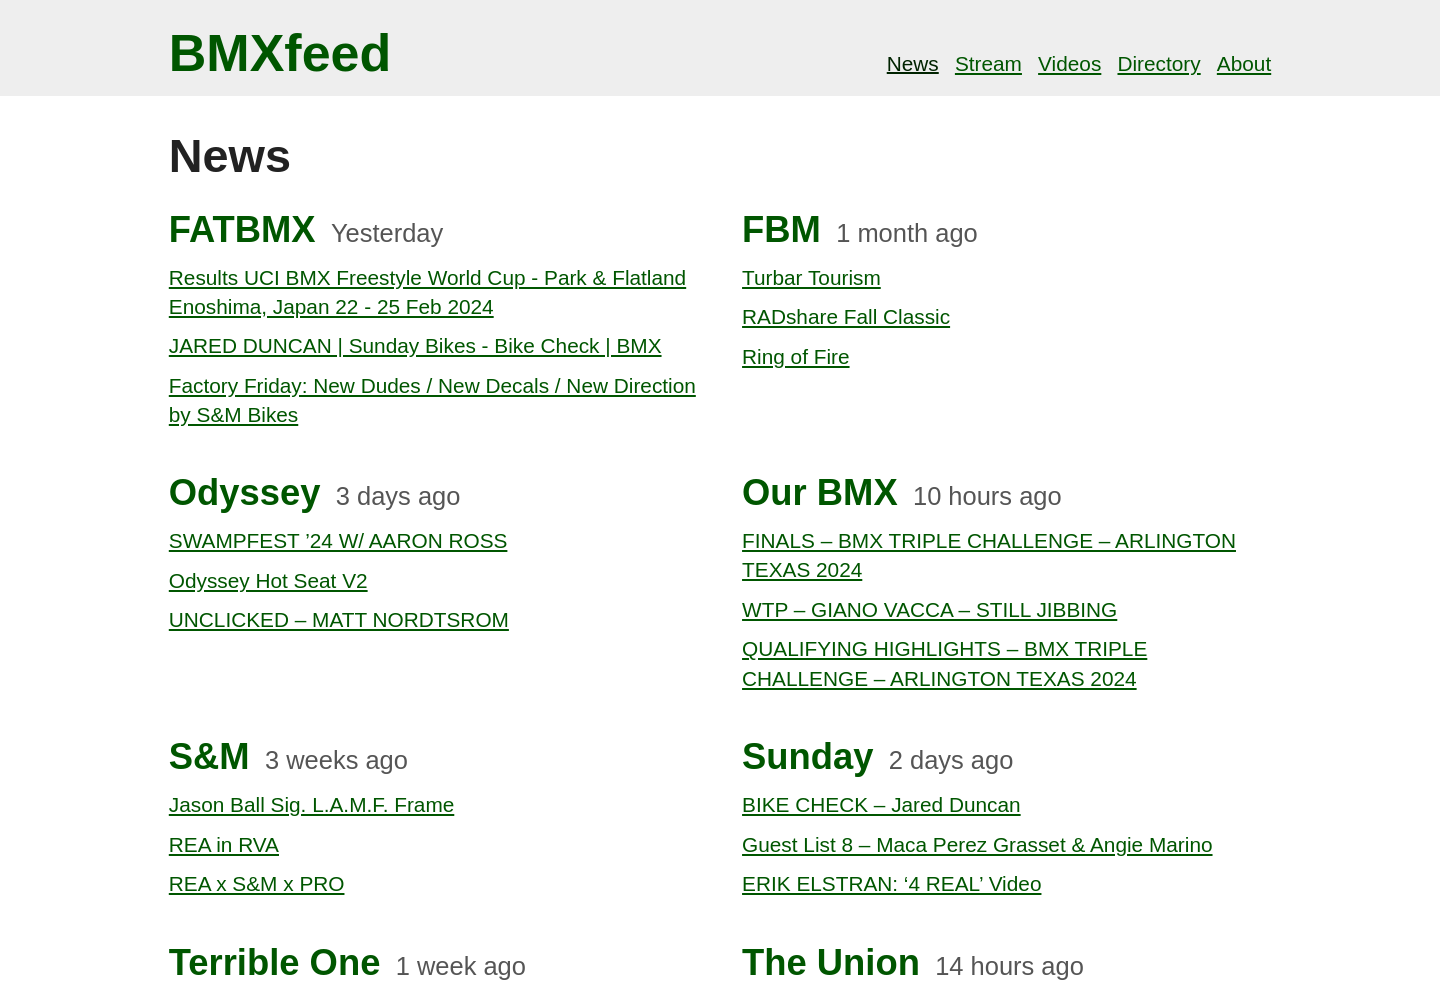 BMXfeed
News Stream Videos Directory About
News
FATBMX Yesterday
Results UCI BMX Freestyle World Cup - Park & Flatland
Enoshima, Japan 22 - 25 Feb 2024
JARED DUNCAN | Sunday Bikes - Bike Check | BMX
Factory Friday: New Dudes / New Decals / New Direction
by S&M Bikes
FBM 1 month ago
Turbar Tourism
RADshare Fall Classic
Ring of Fire
Odyssey 3 days ago
SWAMPFEST ’24 W/ AARON ROSS
Odyssey Hot Seat V2
UNCLICKED – MATT NORDTSROM
Our BMX 10 hours ago
FINALS – BMX TRIPLE CHALLENGE – ARLINGTON
TEXAS 2024
WTP – GIANO VACCA – STILL JIBBING
QUALIFYING HIGHLIGHTS – BMX TRIPLE
CHALLENGE – ARLINGTON TEXAS 2024
S&M 3 weeks ago
Jason Ball Sig. L.A.M.F. Frame
REA in RVA
REA x S&M x PRO
Sunday 2 days ago
BIKE CHECK – Jared Duncan
Guest List 8 – Maca Perez Grasset & Angie Marino
ERIK ELSTRAN: ‘4 REAL’ Video
Terrible One 1 week ago
The Union 14 hours ago